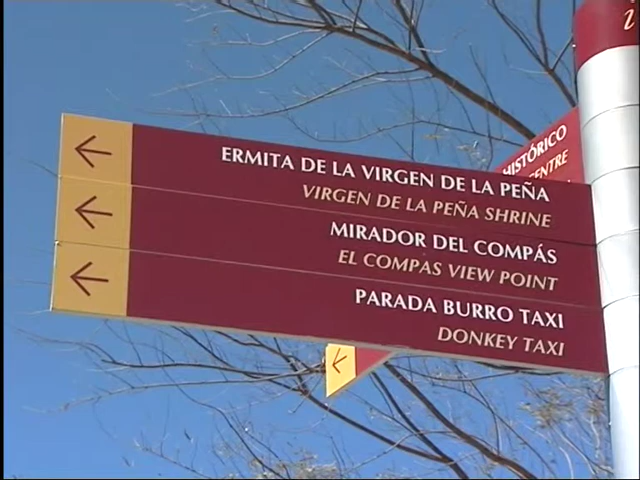 i
HISTÓRICO
CENTRE
ERMITA DE LA VIRGEN DE LA PEÑA
VIRGEN DE LA PEÑA SHRINE
MIRADOR DEL COMPÁS
EL COMPAS VIEW POINT
PARADA BURRO TAXI
DONKEY TAXI